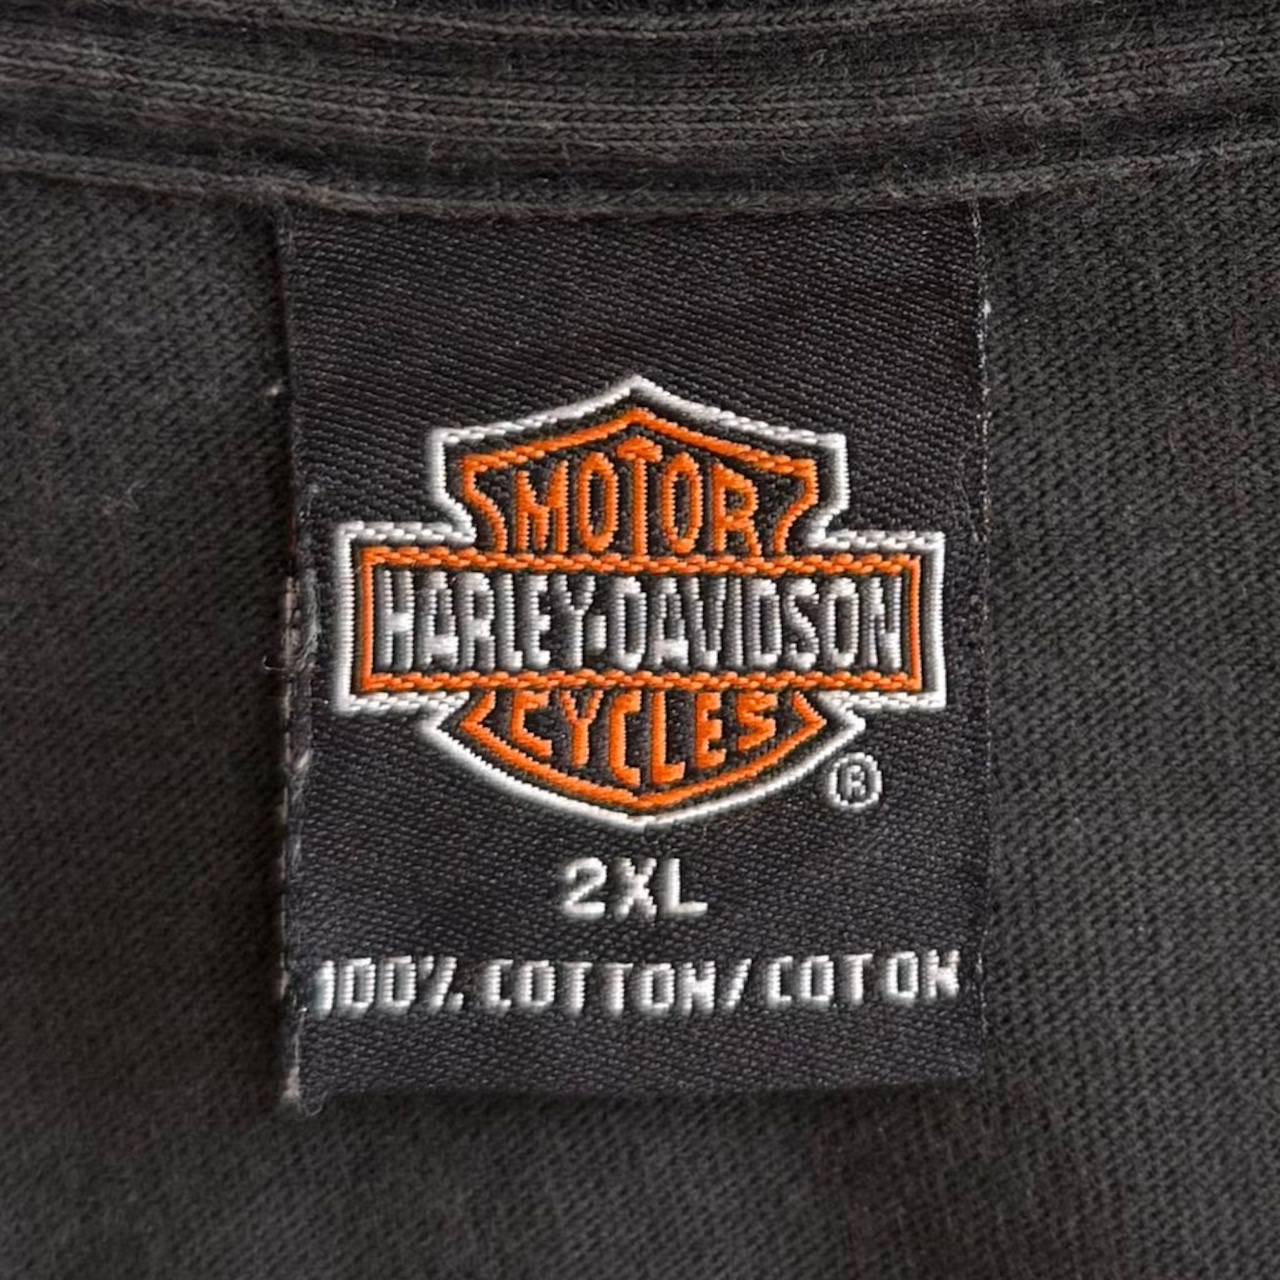 MOTOR
HARLEY-DAVIDSON
CYCLES
®
2XL
100% COTTON/COTON